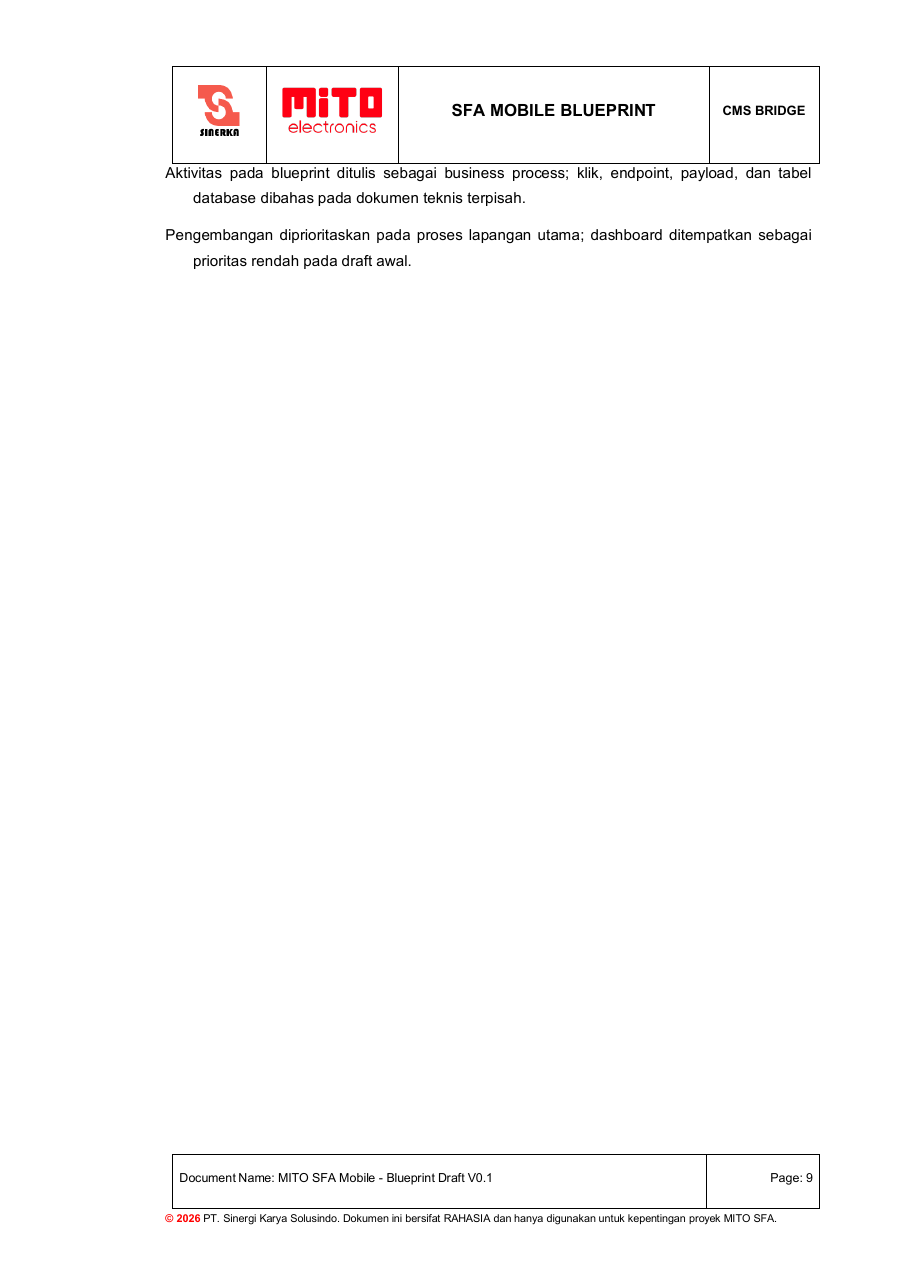 SINERKA
MiTO
electronics
SFA MOBILE BLUEPRINT
CMS BRIDGE
Aktivitas pada blueprint ditulis sebagai business process; klik, endpoint, payload, dan tabel
database dibahas pada dokumen teknis terpisah.
Pengembangan diprioritaskan pada proses lapangan utama; dashboard ditempatkan sebagai
prioritas rendah pada draft awal.
Document Name: MITO SFA Mobile - Blueprint Draft V0.1
Page: 9
© 2026 PT. Sinergi Karya Solusindo. Dokumen ini bersifat RAHASIA dan hanya digunakan untuk kepentingan proyek MITO SFA.